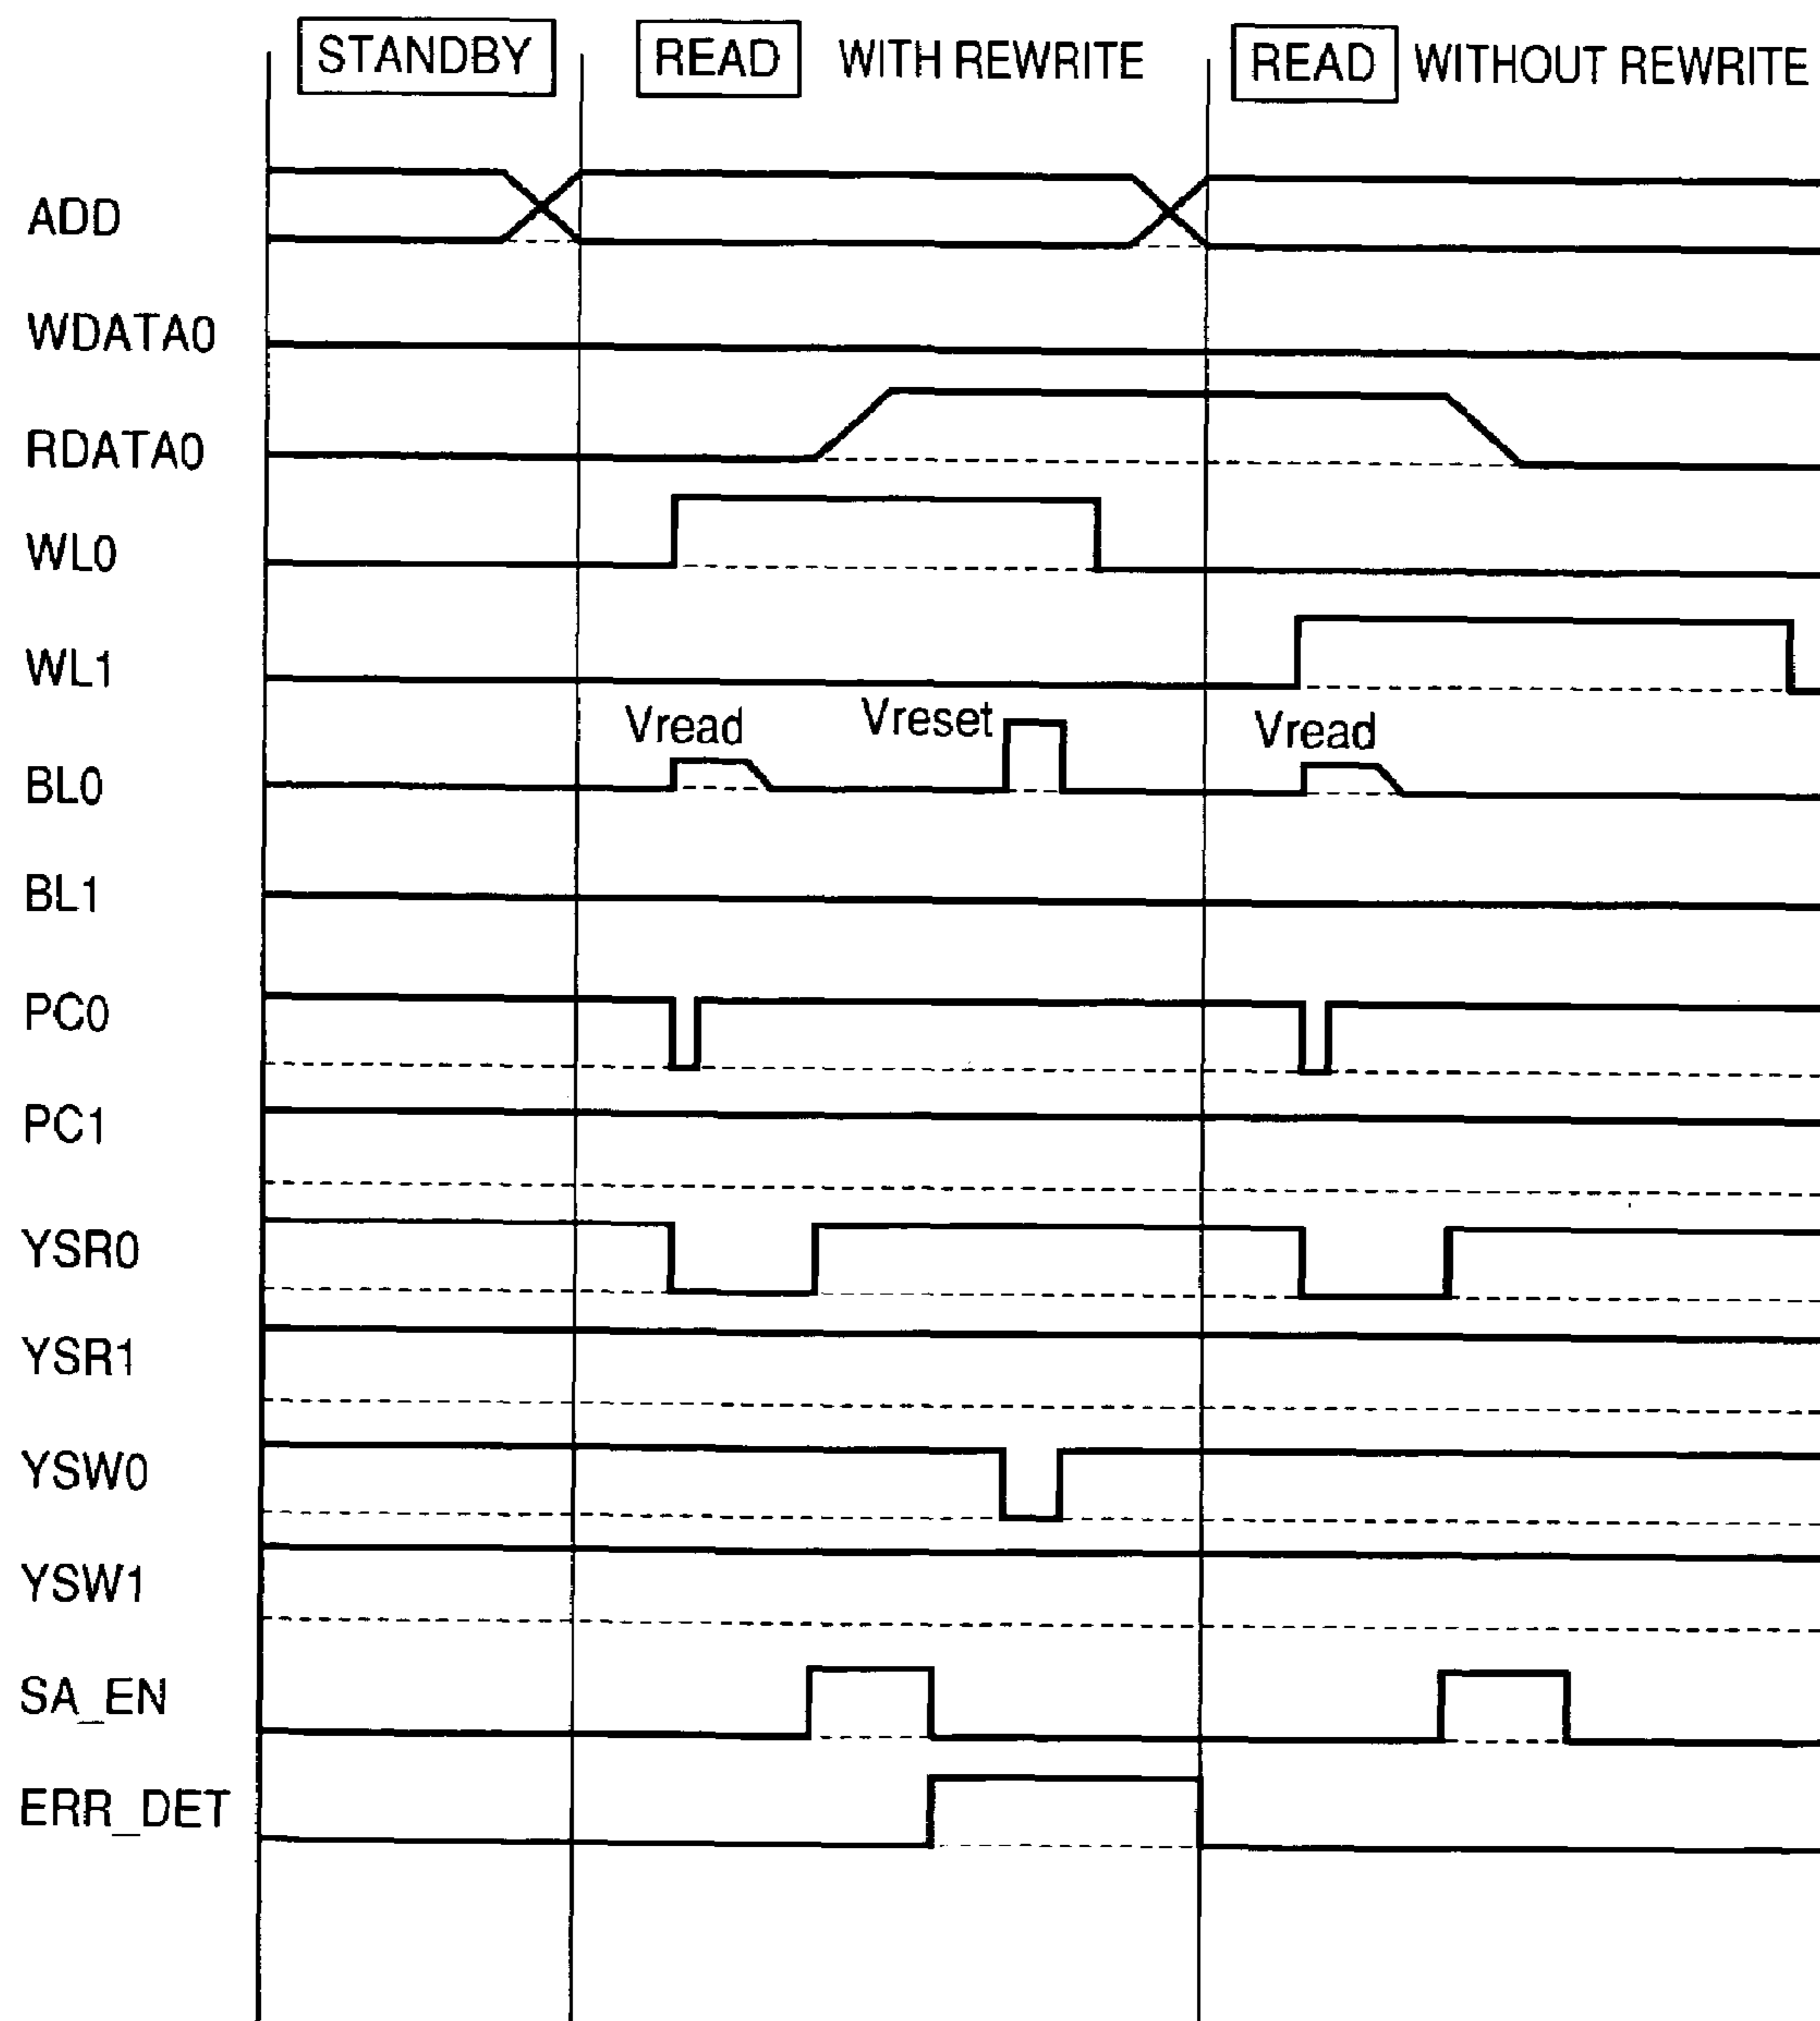 STANDBY READ WITH REWRITE READ WITHOUT REWRITE
ADD
WDATA0
RDATA0
WL0
WL1
Vread Vreset Vread
BL0
BL1
PC0
PC1
YSR0
YSR1
YSW0
YSW1
SA_EN
ERR_DET